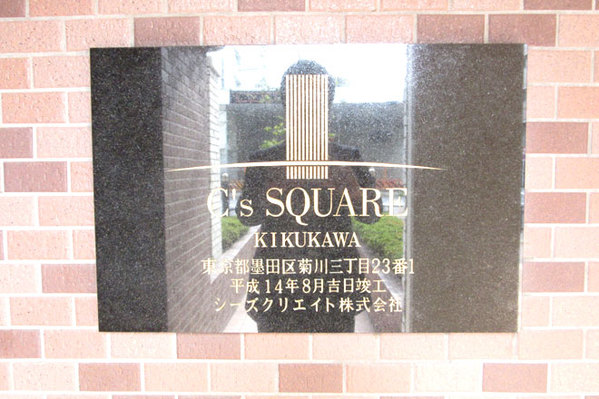 C's SQUARE
KIKUKAWA
東京都墨田区菊川三丁目23番1
平成14年8月吉日竣工
シーズクリエイト株式会社